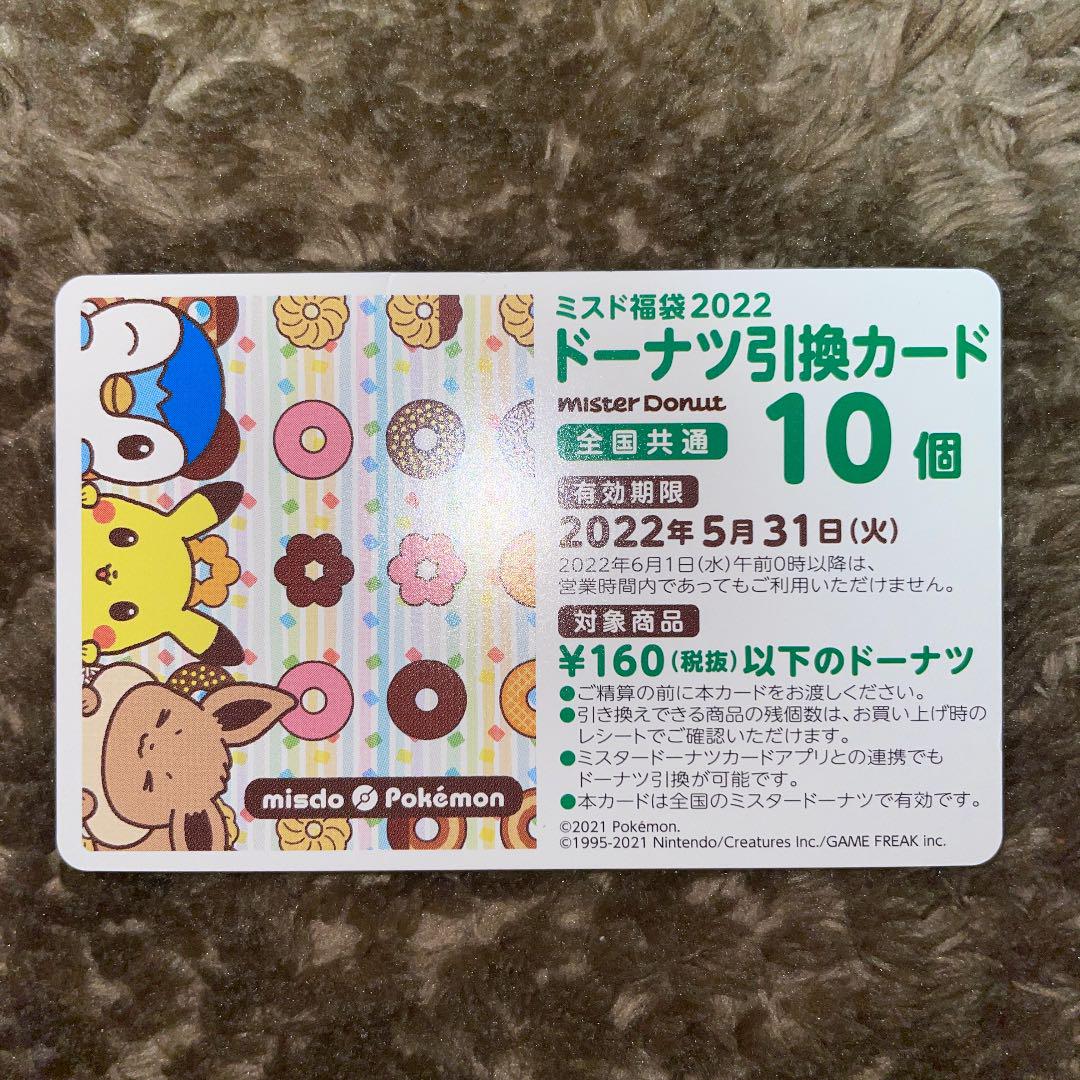 ミスド福袋2022
ドーナツ引換カード
mister Donut
全国共通
10個
有効期限
2022年5月31日(火)
2022年6月1日(水)午前0時以降は、
営業時間内であってもご利用いただけません。
対象商品
¥160(税抜)以下のドーナツ
●ご精算の前に本カードをお渡しください。
●引き換えできる商品の残個数は、お買い上げ時の
レシートでご確認いただけます。
●ミスタードーナツカードアプリとの連携でも
ドーナツ引換が可能です。
●本カードは全国のミスタードーナツで有効です。
©2021 Pokémon.
©1995-2021 Nintendo/Creatures Inc./GAME FREAK inc.
misdo Pokémon